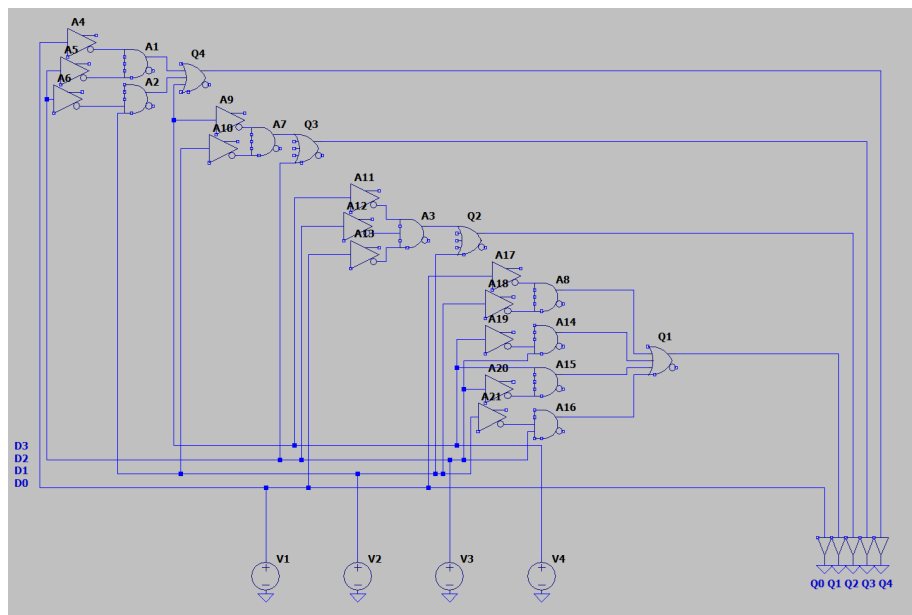 A4
A5 A1 Q4
A6 A2
A9
A10 A7 Q3
A11
A12 A3 Q2
A13
A17
A18 A8
A19 A14
Q1
A20 A15
A21 A16
D3
D2
D1
D0
V1 V2 V3 V4
Q0 Q1 Q2 Q3 Q4